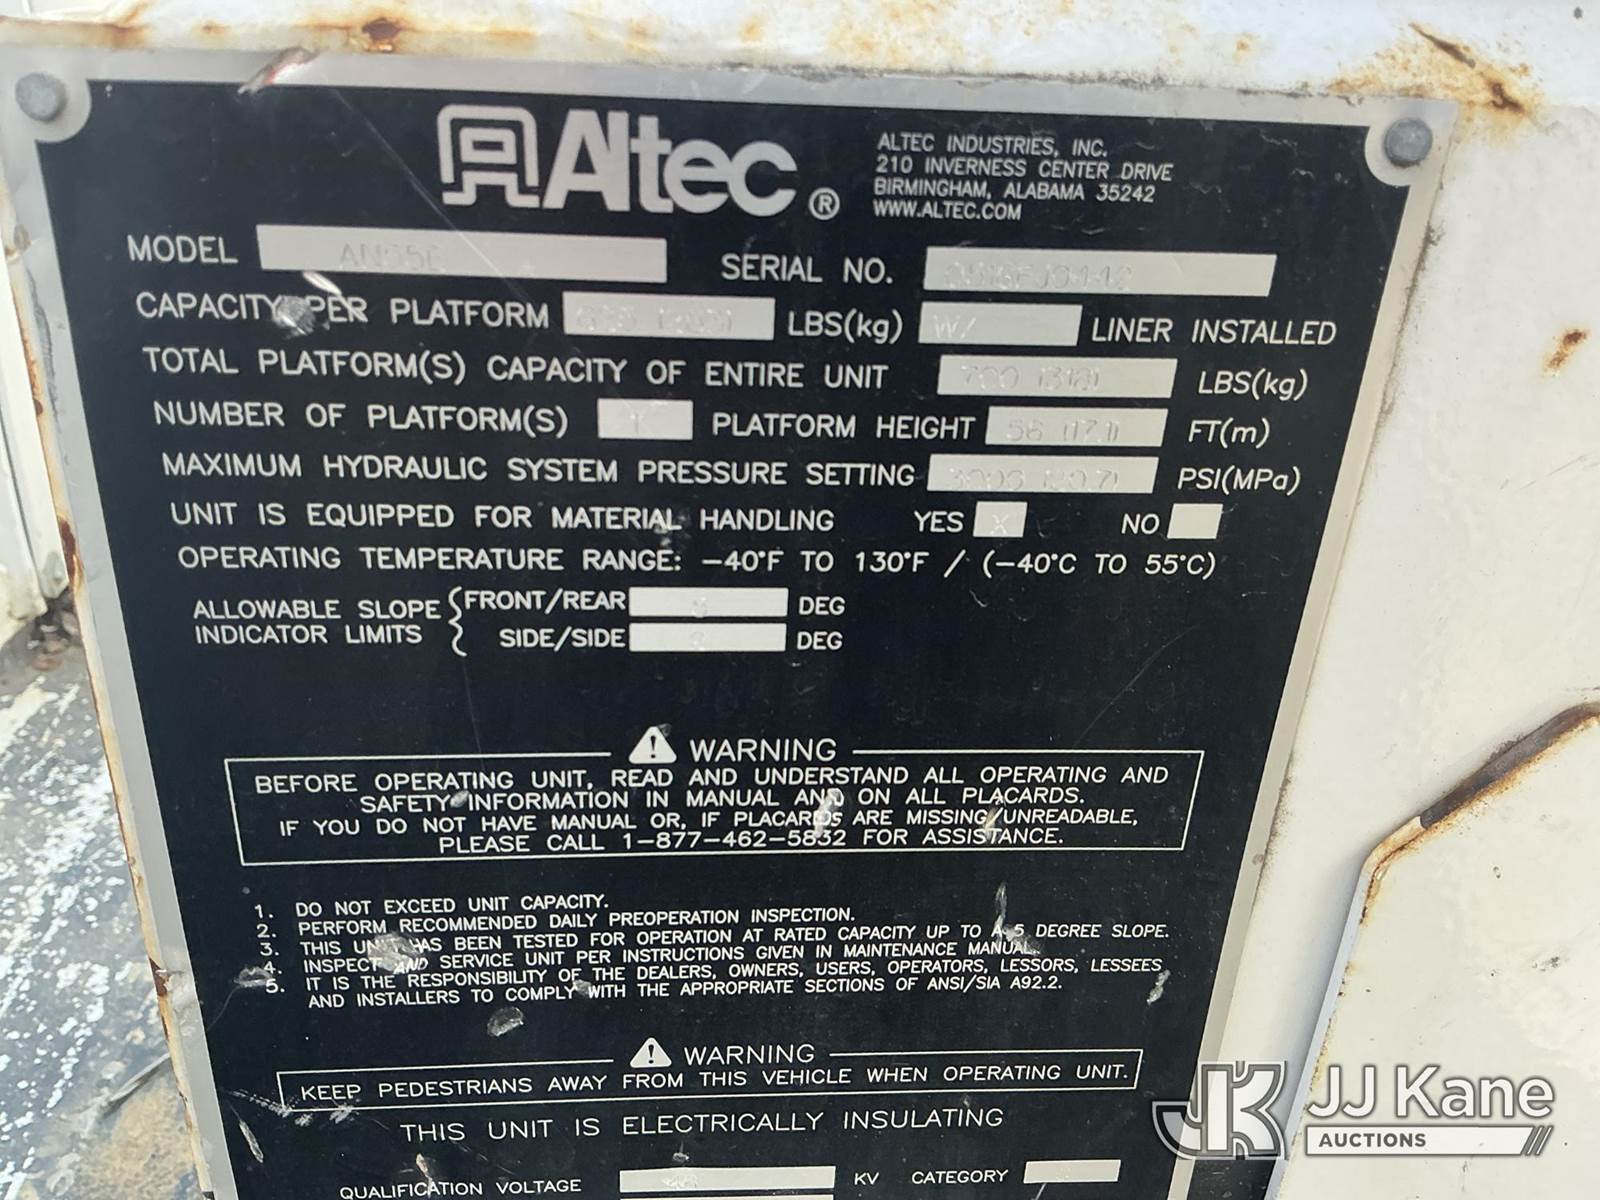 Altec ®
ALTEC INDUSTRIES, INC.
210 INVERNESS CENTER DRIVE
BIRMINGHAM, ALABAMA 35242
WWW.ALTEC.COM
MODEL
SERIAL NO.
CAPACITY PER PLATFORM LBS(kg) W/ LINER INSTALLED
TOTAL PLATFORM(S) CAPACITY OF ENTIRE UNIT 700 (318) LBS(kg)
NUMBER OF PLATFORM(S) 1 PLATFORM HEIGHT 56 (17.1) FT(m)
MAXIMUM HYDRAULIC SYSTEM PRESSURE SETTING PSI(MPa)
UNIT IS EQUIPPED FOR MATERIAL HANDLING YES X NO
OPERATING TEMPERATURE RANGE: -40°F TO 130°F / (-40°C TO 55°C)
ALLOWABLE SLOPE INDICATOR LIMITS { FRONT/REAR DEG
SIDE/SIDE DEG
WARNING
BEFORE OPERATING UNIT, READ AND UNDERSTAND ALL OPERATING AND
SAFETY INFORMATION IN MANUAL AND ON ALL PLACARDS.
IF YOU DO NOT HAVE MANUAL OR, IF PLACARDS ARE MISSING/UNREADABLE,
PLEASE CALL 1-877-462-5832 FOR ASSISTANCE.
1. DO NOT EXCEED UNIT CAPACITY.
2. PERFORM RECOMMENDED DAILY PREOPERATION INSPECTION.
3. THIS UNIT HAS BEEN TESTED FOR OPERATION AT RATED CAPACITY UP TO A 5 DEGREE SLOPE.
4. INSPECT AND SERVICE UNIT PER INSTRUCTIONS GIVEN IN MAINTENANCE MANUAL.
5. IT IS THE RESPONSIBILITY OF THE DEALERS, OWNERS, USERS, OPERATORS, LESSORS, LESSEES
AND INSTALLERS TO COMPLY WITH THE APPROPRIATE SECTIONS OF ANSI/SIA A92.2.
WARNING
KEEP PEDESTRIANS AWAY FROM THIS VEHICLE WHEN OPERATING UNIT.
THIS UNIT IS ELECTRICALLY INSULATING
QUALIFICATION VOLTAGE KV CATEGORY
JK JJ Kane
AUCTIONS